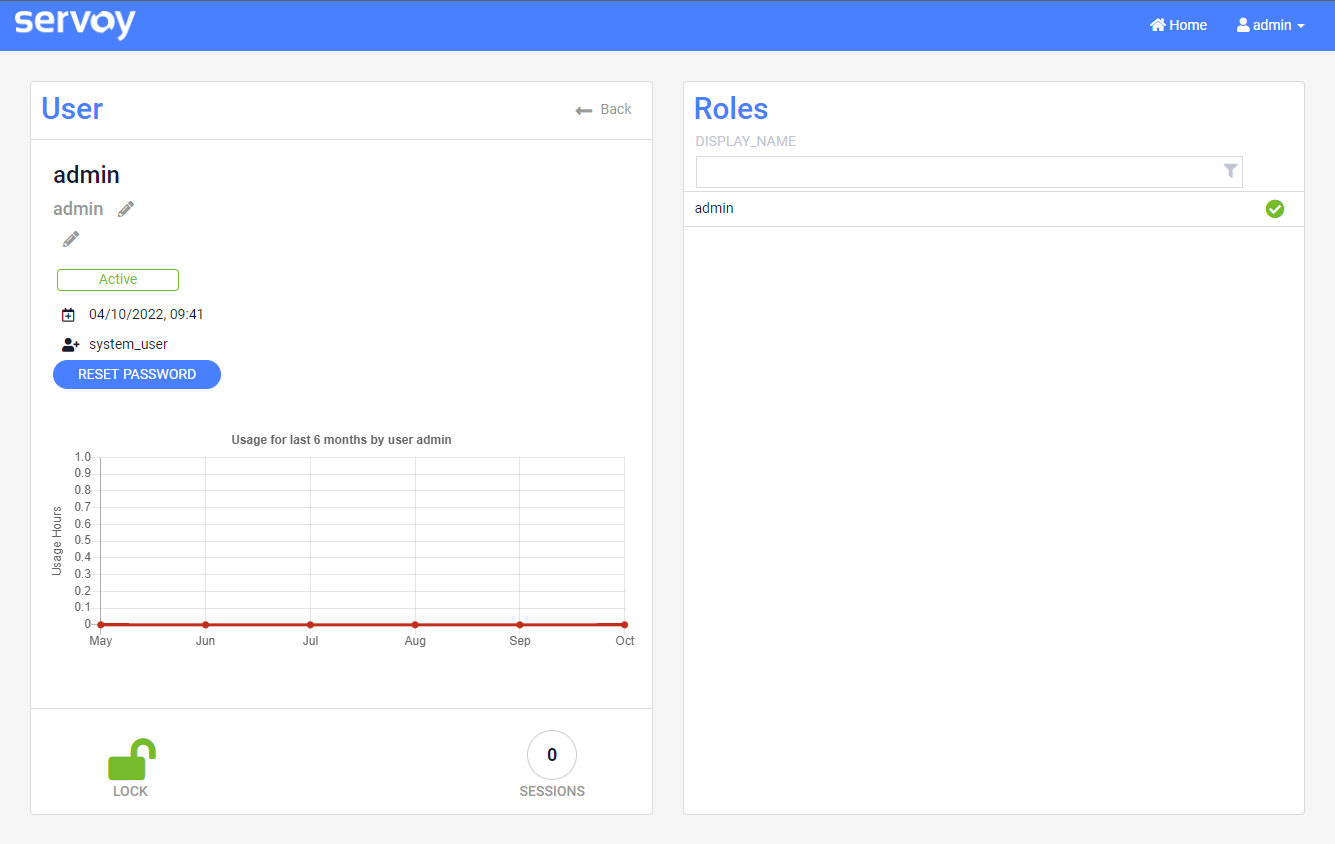 servoy
Home
admin
User
Back
admin
admin
Active
04/10/2022, 09:41
system_user
RESET PASSWORD
Usage for last 6 months by user admin
Usage Hours
1.0
0.9
0.8
0.7
0.6
0.5
0.4
0.3
0.2
0.1
0
May Jun Jul Aug Sep Oct
LOCK
0
SESSIONS
Roles
DISPLAY_NAME
admin